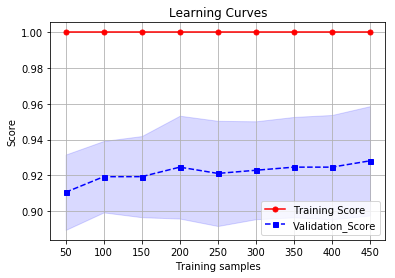 Learning Curves
1.00
0.98
0.96
0.94
0.92
0.90
Score
50 100 150 200 250 300 350 400 450
Training samples
Training Score
Validation_Score